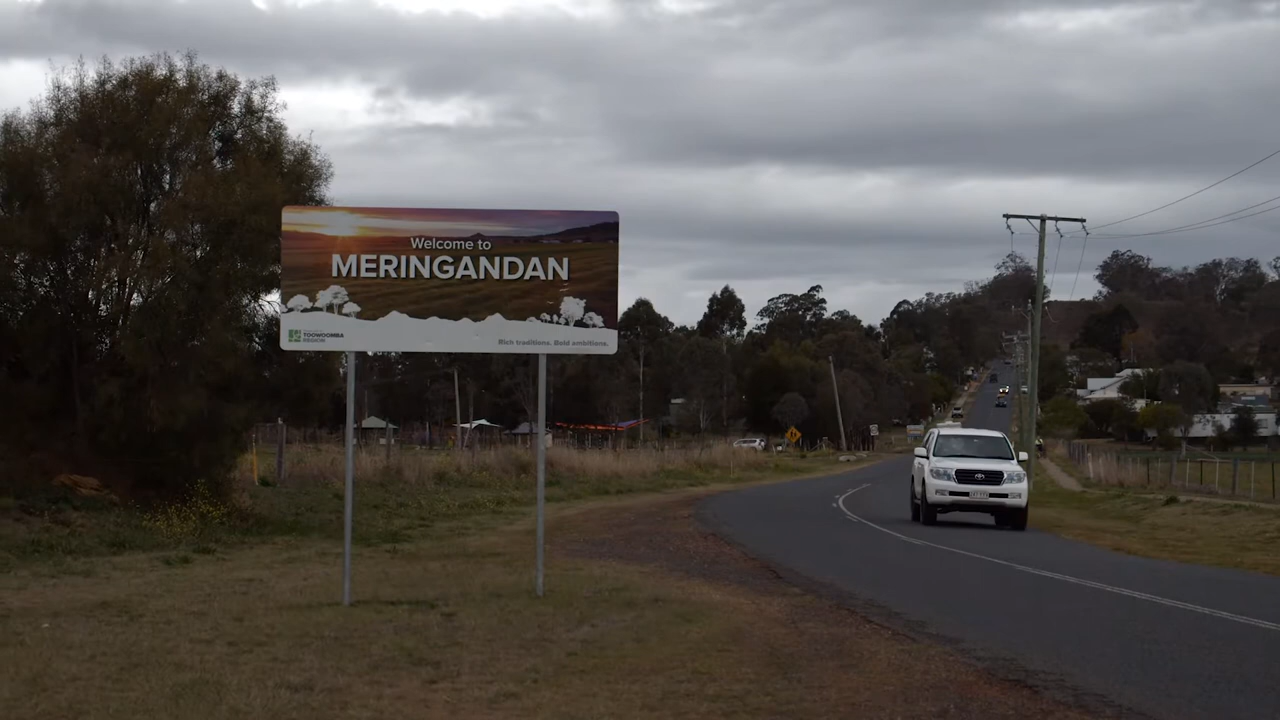 Welcome to
MERINGANDAN
TOOWOOMBA
REGION
Rich traditions. Bold ambitions.